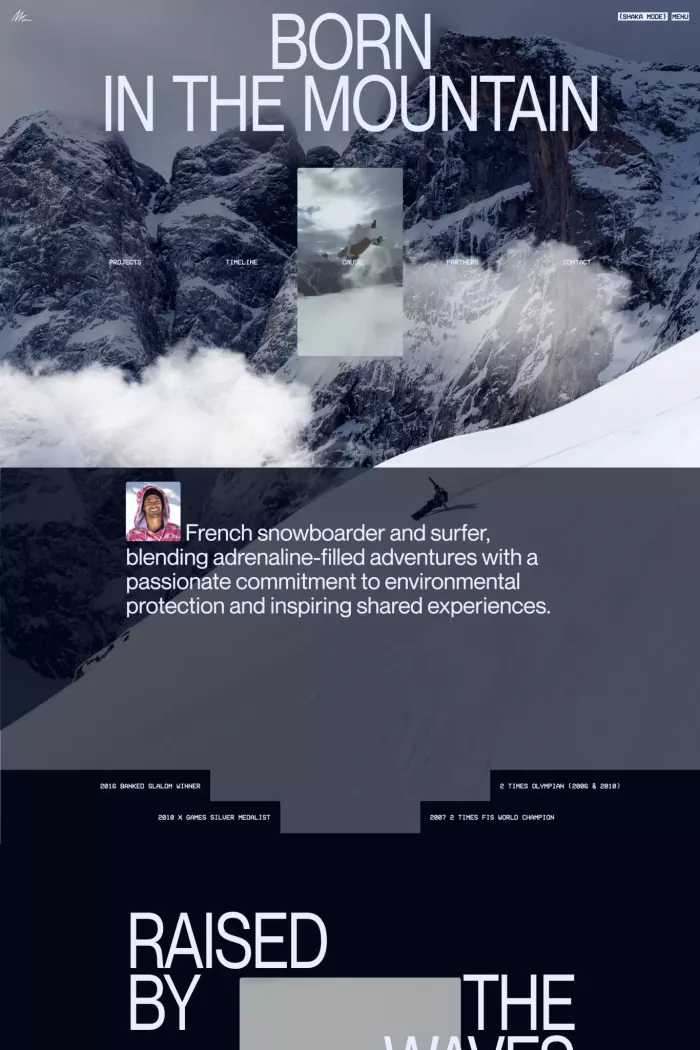 (SHAKA MODE) MENU
BORN
IN THE MOUNTAIN
PROJECTS TIMELINE CAUSE PARTNERS CONTACT
French snowboarder and surfer,
blending adrenaline-filled adventures with a
passionate commitment to environmental
protection and inspiring shared experiences.
2016 BANKED SLALOM WINNER
2 TIMES OLYMPIAN (2006 & 2010)
2010 X GAMES SILVER MEDALIST
2007 2 TIMES FIS WORLD CHAMPION
RAISED
BY THE
WAVES